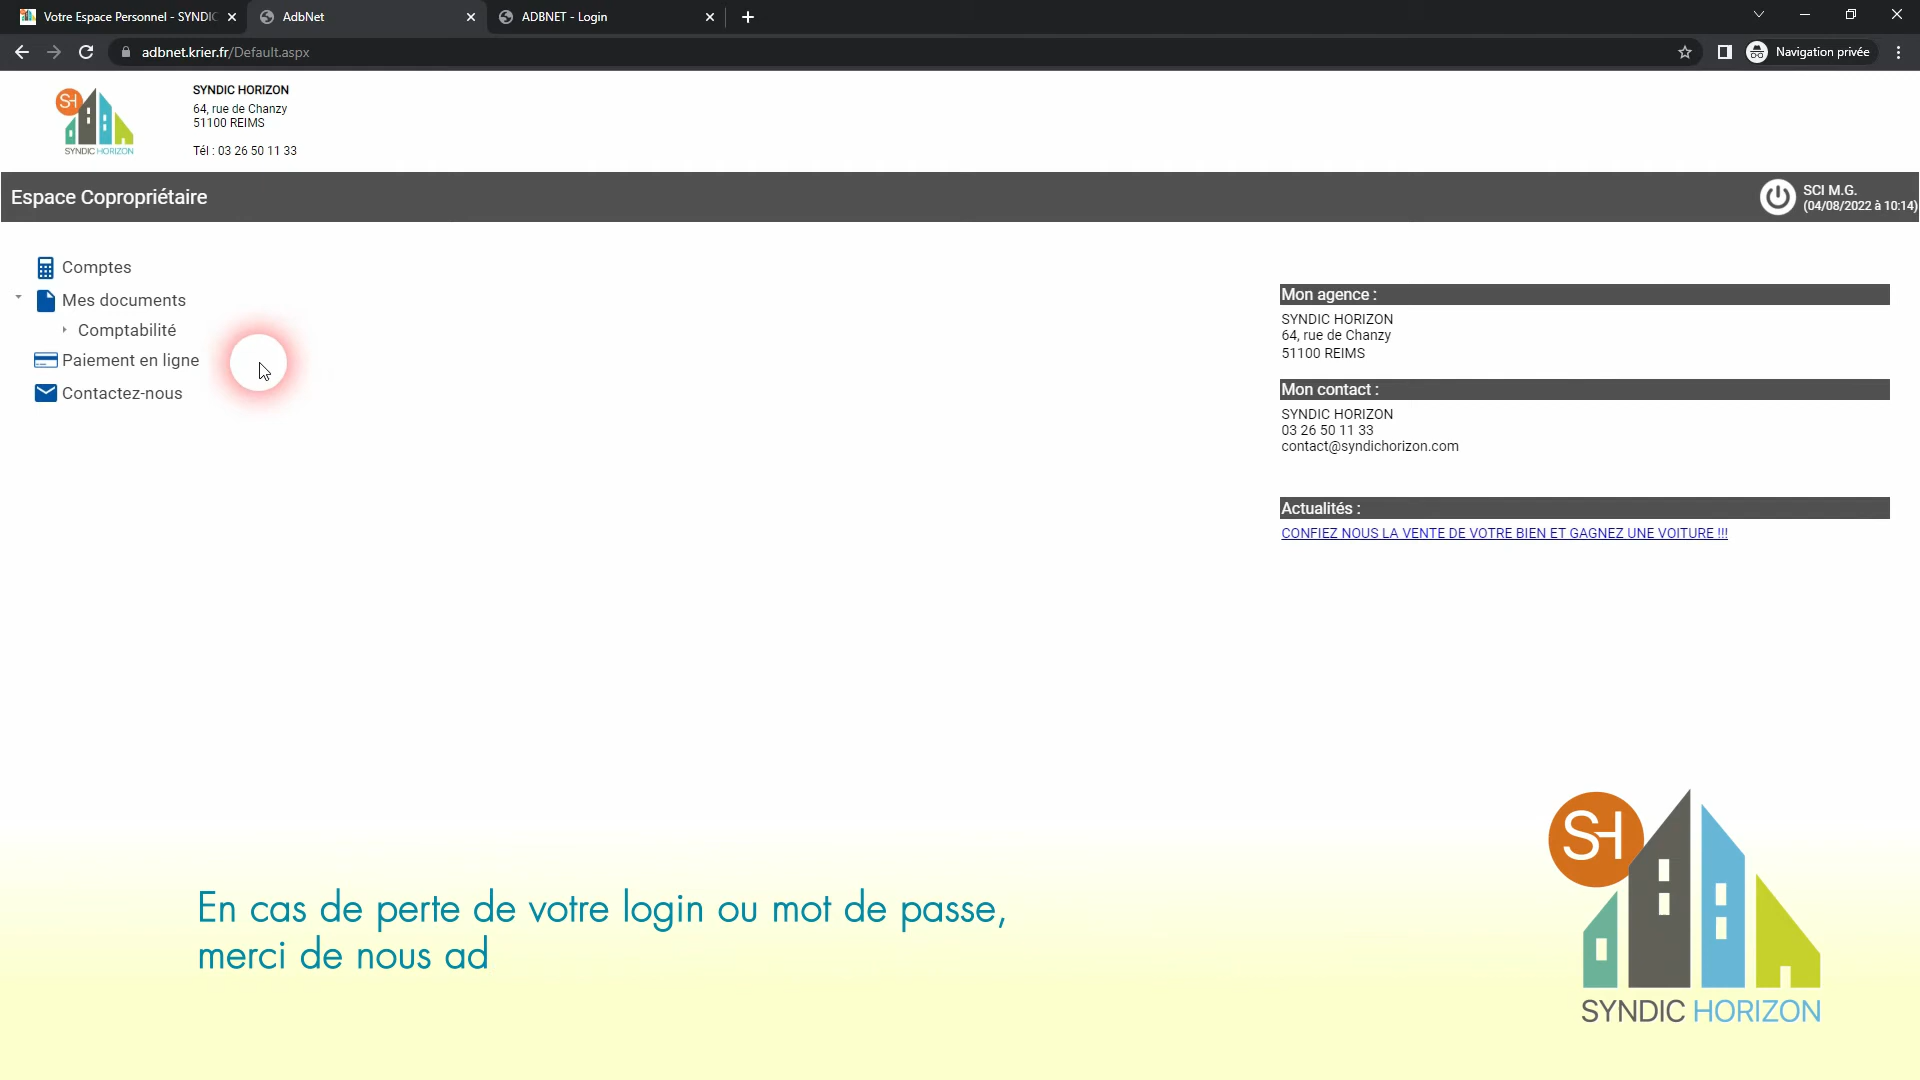 Votre Espace Personnel - SYNDIC
AdbNet
ADBNET - Login
adbnet.krier.fr/Default.aspx
Navigation privée
SH
SYNDIC HORIZON
SYNDIC HORIZON
64, rue de Chanzy
51100 REIMS
Tél : 03 26 50 11 33
Espace Copropriétaire
SCI M.G.
(04/08/2022 à 10:14)
Comptes
Mes documents
Comptabilité
Paiement en ligne
Contactez-nous
Mon agence :
SYNDIC HORIZON
64, rue de Chanzy
51100 REIMS
Mon contact :
SYNDIC HORIZON
03 26 50 11 33
contact@syndichorizon.com
Actualités :
CONFIEZ NOUS LA VENTE DE VOTRE BIEN ET GAGNEZ UNE VOITURE !!!
En cas de perte de votre login ou mot de passe,
merci de nous ad
SH
SYNDIC HORIZON